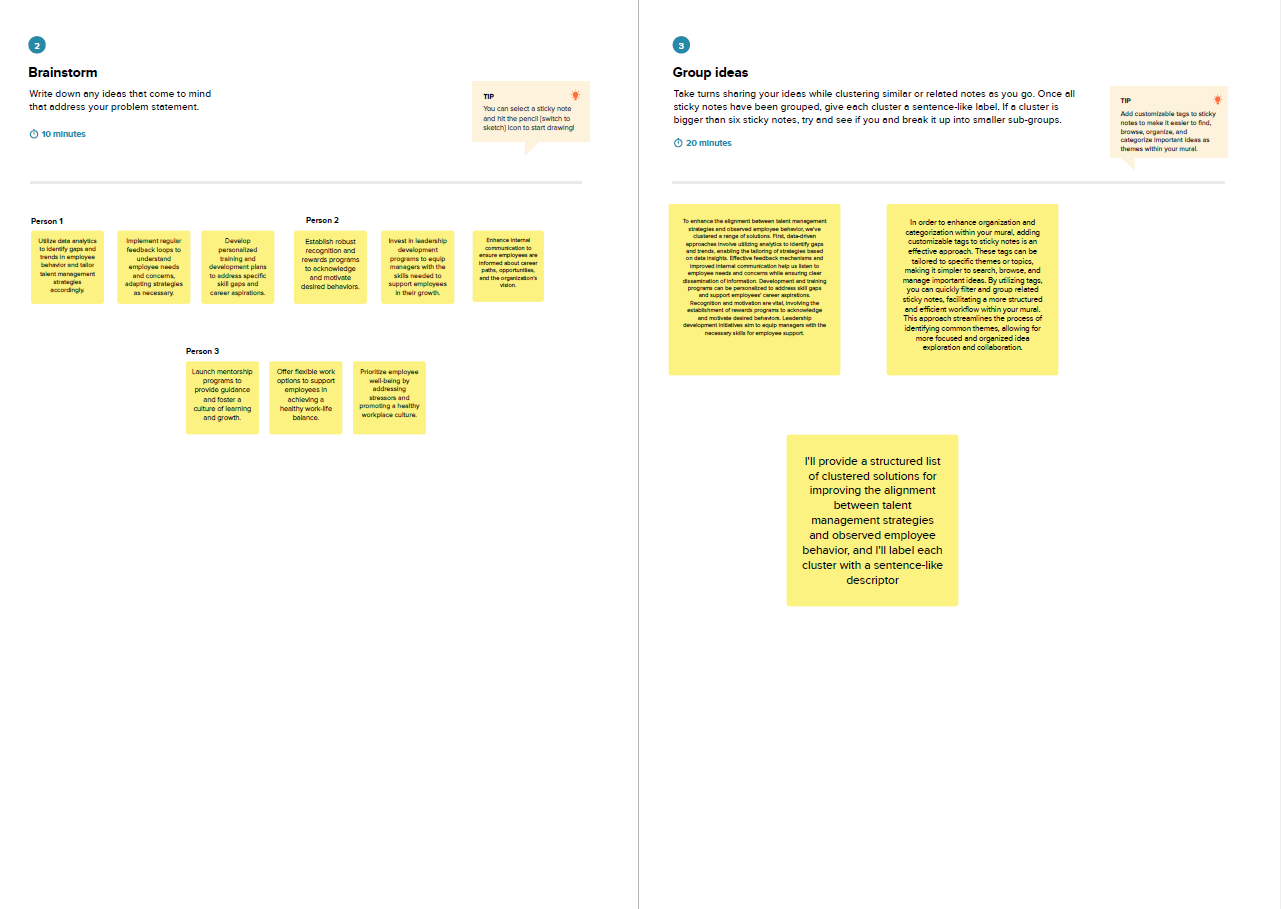 2
Brainstorm
Write down any ideas that come to mind
that address your problem statement.
10 minutes
TIP
You can select a sticky note
and hit the pencil [switch to
sketch] icon to start drawing!
Person 1
Utilize data analytics
to identify gaps and
trends in employee
behavior and tailor
talent management
strategies
accordingly.
Implement regular
feedback loops to
understand
employee needs
and concerns,
adapting strategies
as necessary.
Develop
personalized
training and
development plans
to address specific
skill gaps and
career aspirations.
Person 2
Establish robust
recognition and
rewards programs
to acknowledge
and motivate
desired behaviors.
Invest in leadership
development
programs to equip
managers with the
skills needed to
support employees
in their growth.
Enhance internal
communication to
ensure employees are
informed about career
paths, opportunities,
and the organization's
vision.
Person 3
Launch mentorship
programs to
provide guidance
and foster a
culture of learning
and growth.
Offer flexible work
options to support
employees in
achieving a
healthy work-life
balance.
Prioritize employee
well-being by
addressing
stressors and
promoting a healthy
workplace culture.
3
Group ideas
Take turns sharing your ideas while clustering similar or related notes as you go. Once all
sticky notes have been grouped, give each cluster a sentence-like label. If a cluster is
bigger than six sticky notes, try and see if you and break it up into smaller sub-groups.
20 minutes
TIP
Add customizable tags to sticky
notes to make it easier to find,
browse, organize, and
categorize important ideas as
themes within your mural.
To enhance the alignment between talent management
strategies and observed employee behavior, we've
clustered a range of solutions. First, data-driven
approaches involve utilizing analytics to identify gaps
and trends, enabling the tailoring of strategies based
on data insights. Effective feedback mechanisms and
improved internal communication help us listen to
employee needs and concerns while ensuring clear
dissemination of information. Development and training
programs can be personalized to address skill gaps
and support employees' career aspirations.
Recognition and motivation are vital, involving the
establishment of rewards programs to acknowledge
and motivate desired behaviors. Leadership
development initiatives aim to equip managers with the
necessary skills for employee support.
In order to enhance organization and
categorization within your mural, adding
customizable tags to sticky notes is an
effective approach. These tags can be
tailored to specific themes or topics,
making it simpler to search, browse, and
manage important ideas. By utilizing tags,
you can quickly filter and group related
sticky notes, facilitating a more structured
and efficient workflow within your mural.
This approach streamlines the process of
identifying common themes, allowing for
more focused and organized idea
exploration and collaboration.
I'll provide a structured list
of clustered solutions for
improving the alignment
between talent
management strategies
and observed employee
behavior, and I'll label each
cluster with a sentence-like
descriptor